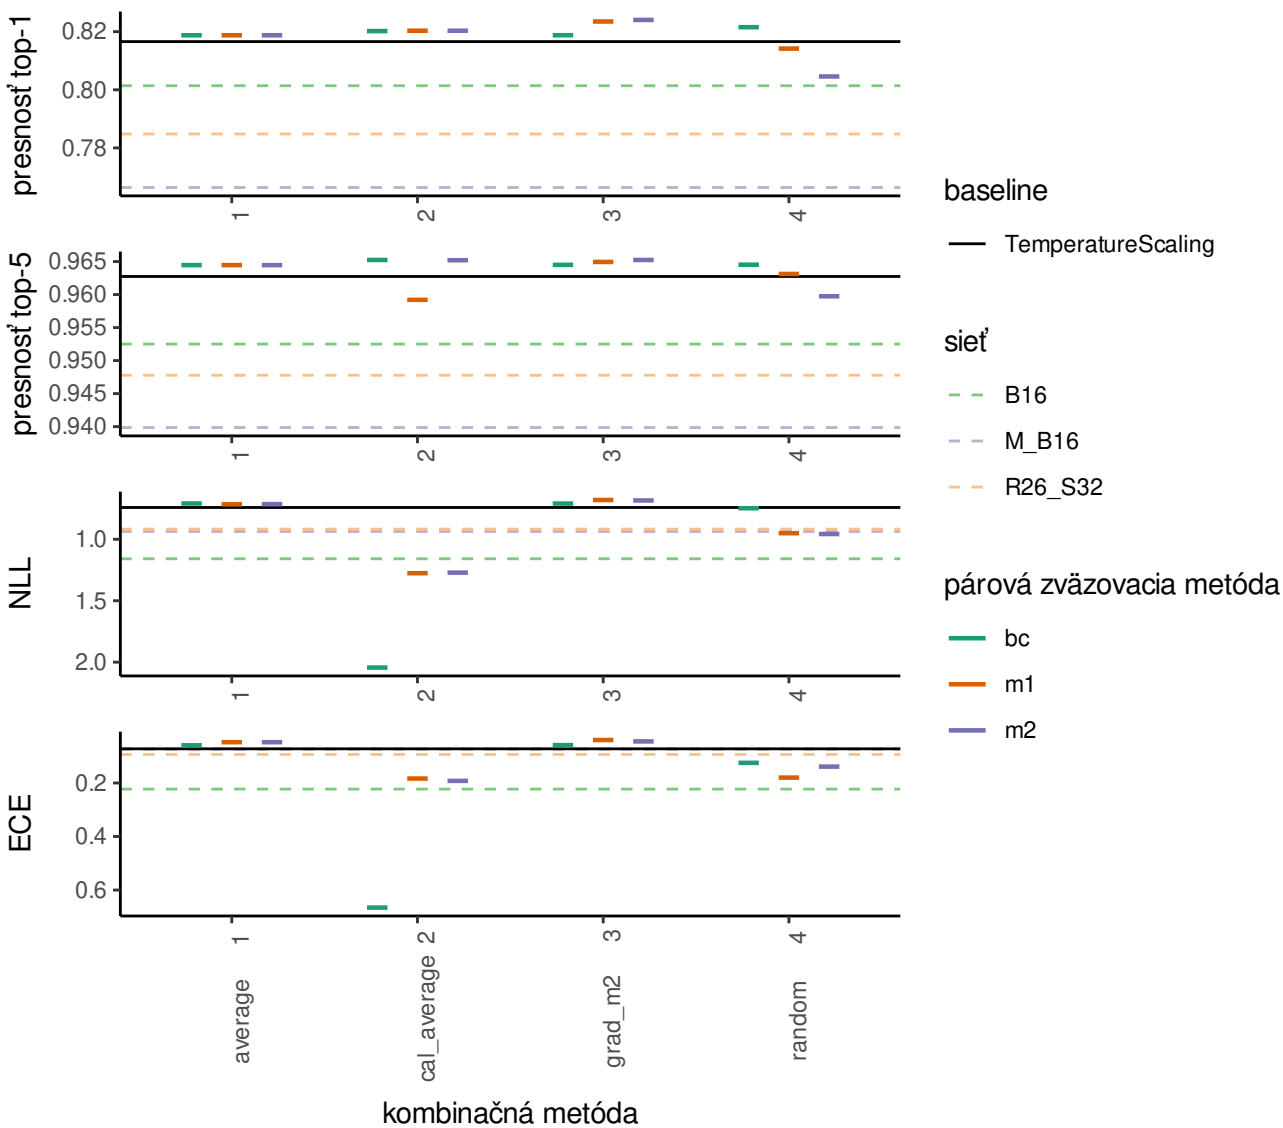 presnosť top-1
0.82
0.80
0.78
1
2
3
4
presnosť top-5
0.965
0.960
0.955
0.950
0.945
0.940
1
2
3
4
NLL
1.0
1.5
2.0
1
2
3
4
ECE
0.2
0.4
0.6
average 1
cal_average 2
grad_m2 3
random 4
kombinačná metóda
baseline
TemperatureScaling
sieť
B16
M_B16
R26_S32
párová zväzovacia metóda
bc
m1
m2